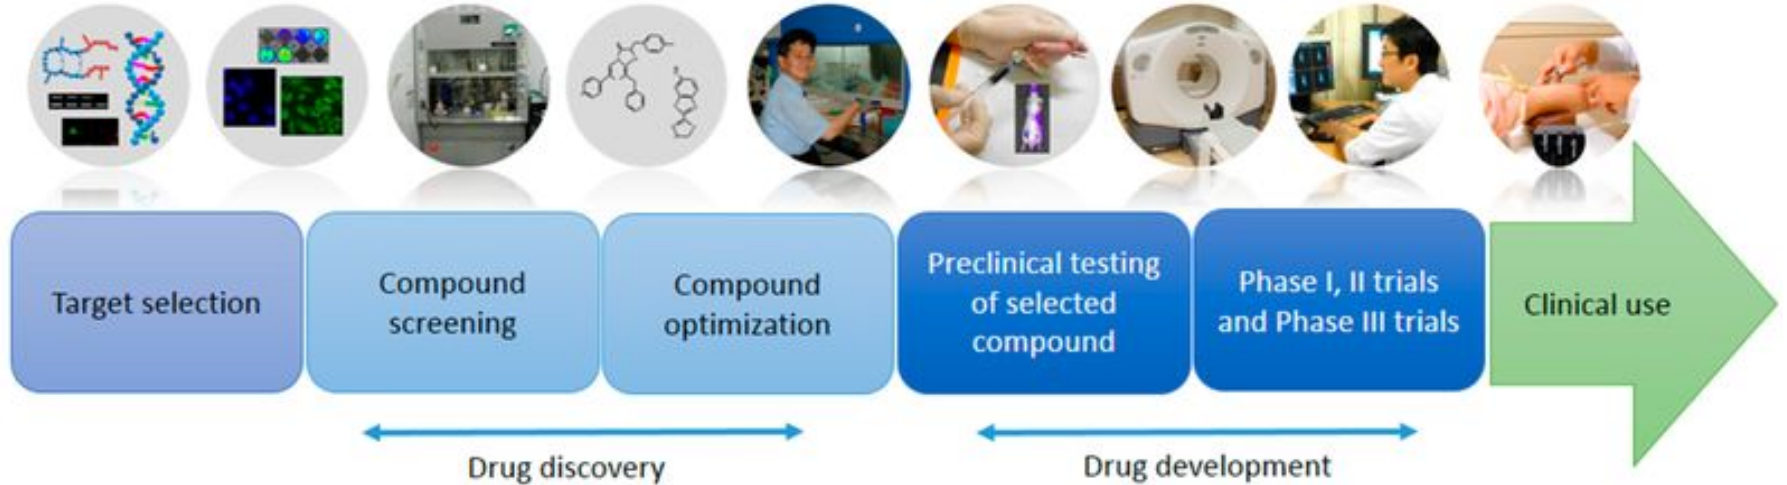 Target selection
Compound
screening
Compound
optimization
Preclinical testing
of selected
compound
Phase I, II trials
and Phase III trials
Clinical use
Drug discovery
Drug development